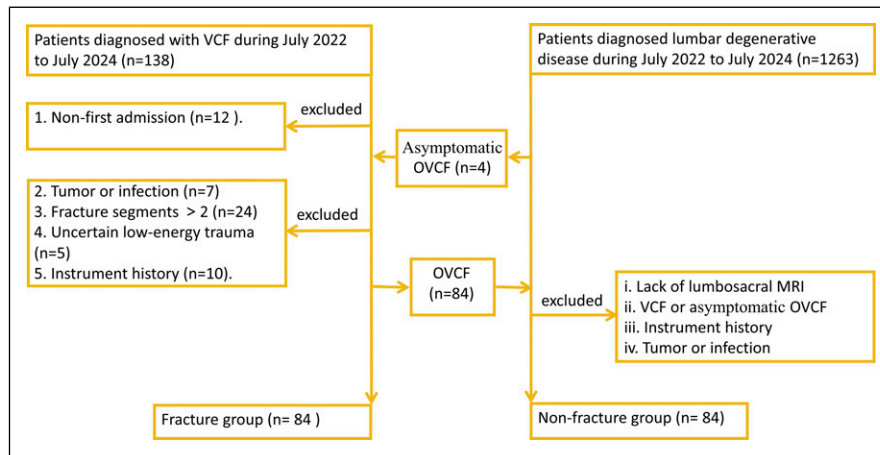 Patients diagnosed with VCF during July 2022
to July 2024 (n=138)
Patients diagnosed lumbar degenerative
disease during July 2022 to July 2024 (n=1263)
excluded
1. Non-first admission (n=12 ).
Asymptomatic
OVCF (n=4)
2. Tumor or infection (n=7)
3. Fracture segments > 2 (n=24)
4. Uncertain low-energy trauma
(n=5)
5. Instrument history (n=10).
excluded
OVCF
(n=84)
excluded
i. Lack of lumbosacral MRI
ii. VCF or asymptomatic OVCF
iii. Instrument history
iv. Tumor or infection
Fracture group (n= 84 )
Non-fracture group (n= 84)